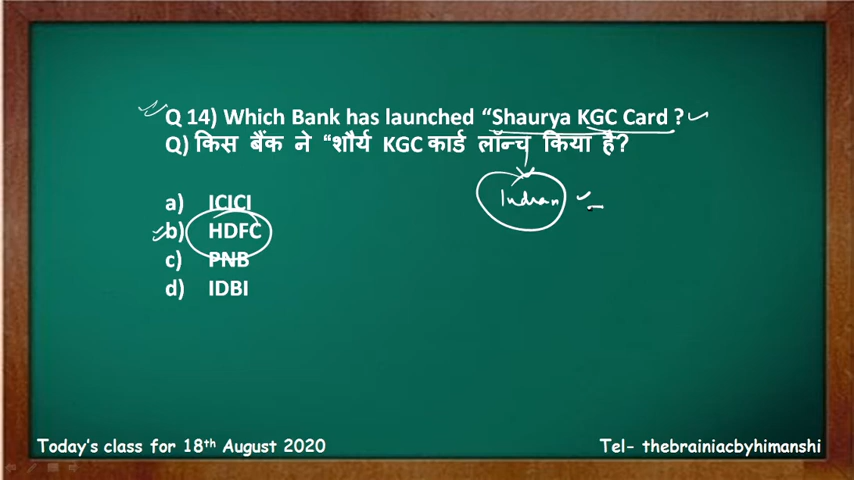 Q 14) Which Bank has launched “Shaurya KGC Card ?
Q) किस बैंक ने “शौर्य KGC कार्ड लॉन्च किया है?
a) ICICI
Indian
b) HDFC
c) PNB
d) IDBI
Today's class for 18th August 2020
Tel- thebrainiacbyhimanshi